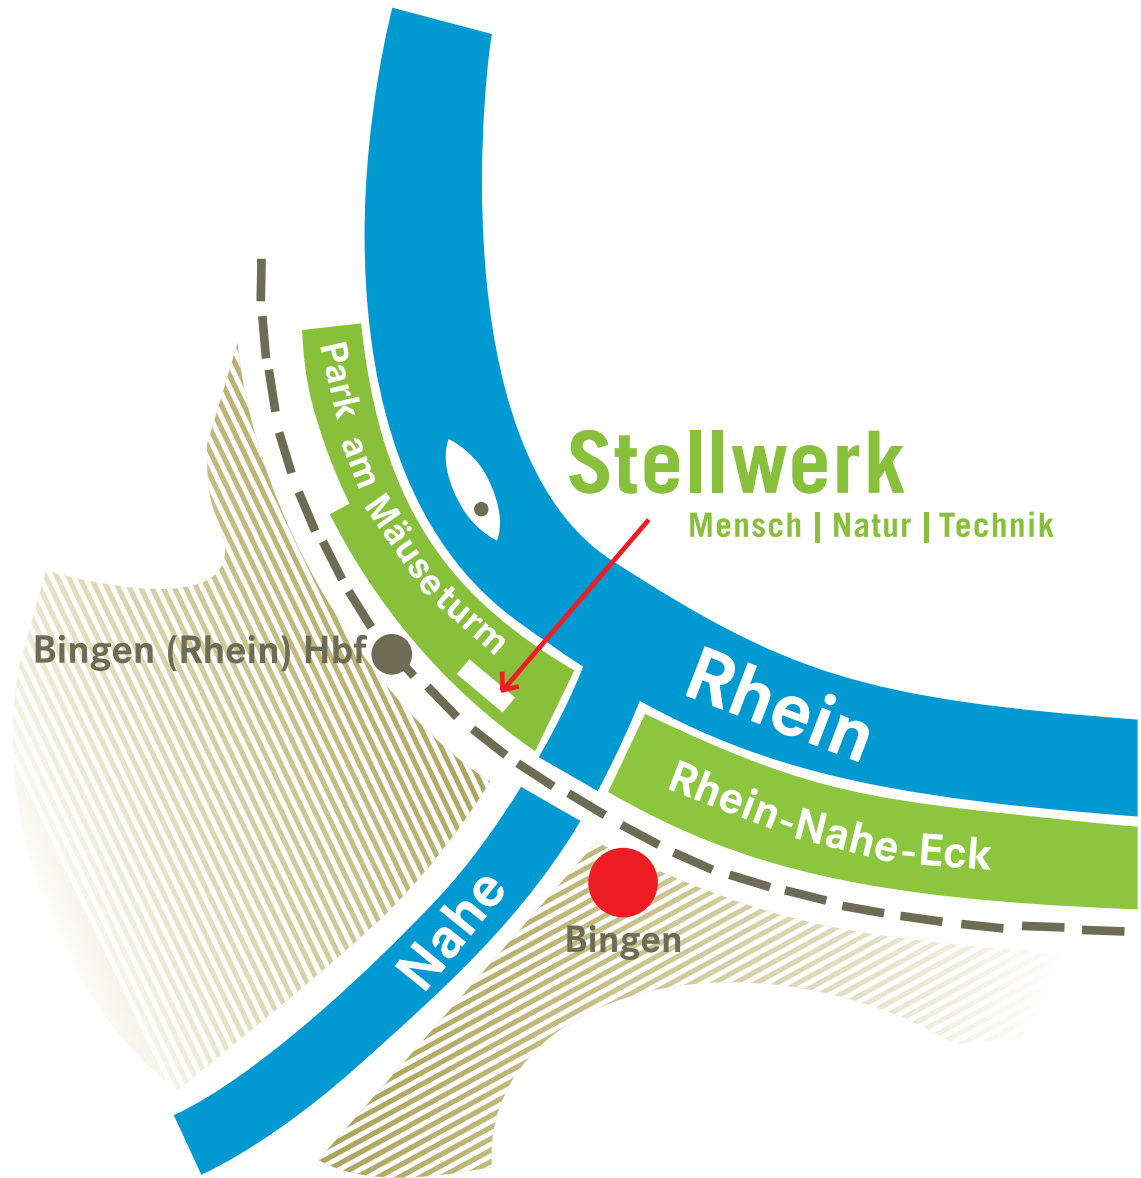 Park am Mäuseturm
Stellwerk
Mensch | Natur | Technik
Bingen (Rhein) Hbf
Rhein
Rhein-Nahe-Eck
Nahe
Bingen